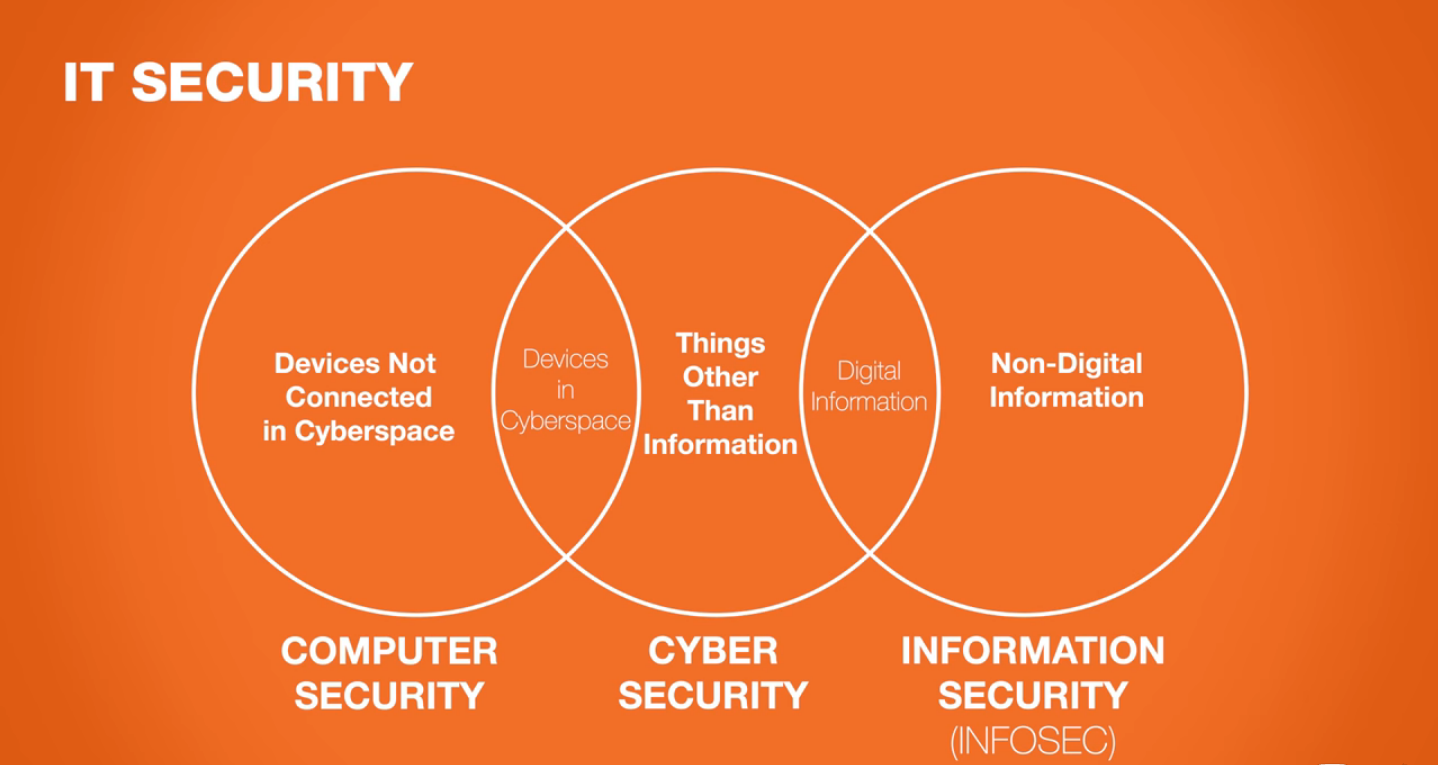 IT SECURITY
Devices Not
Connected
in Cyberspace
Devices
in
Cyberspace
Things
Other
Than
Information
Digital
Information
Non-Digital
Information
COMPUTER
SECURITY
CYBER
SECURITY
INFORMATION
SECURITY
(INFOSEC)